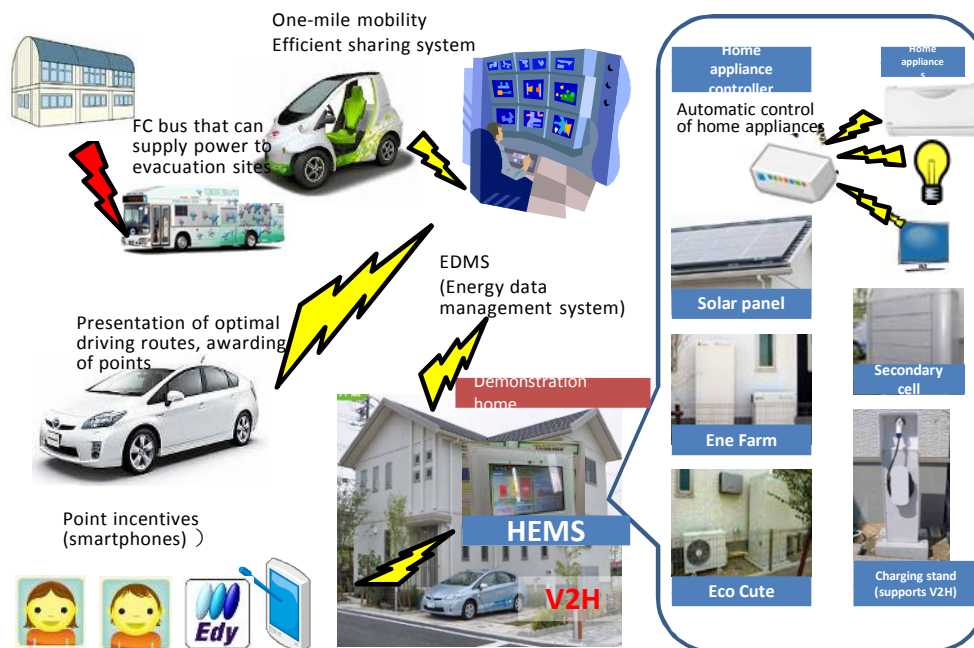 One-mile mobility
Efficient sharing system
FC bus that can
supply power to
evacuation sites
EDMS
(Energy data
management system)
Presentation of optimal
driving routes, awarding
of points
Point incentives
(smartphones) ）
Edy
Demonstration
home
HEMS
V2H
Home
appliance
controller
Home
appliance
s
Automatic control
of home appliances
Solar panel
Secondary
cell
Ene Farm
Eco Cute
Charging stand
(supports V2H)